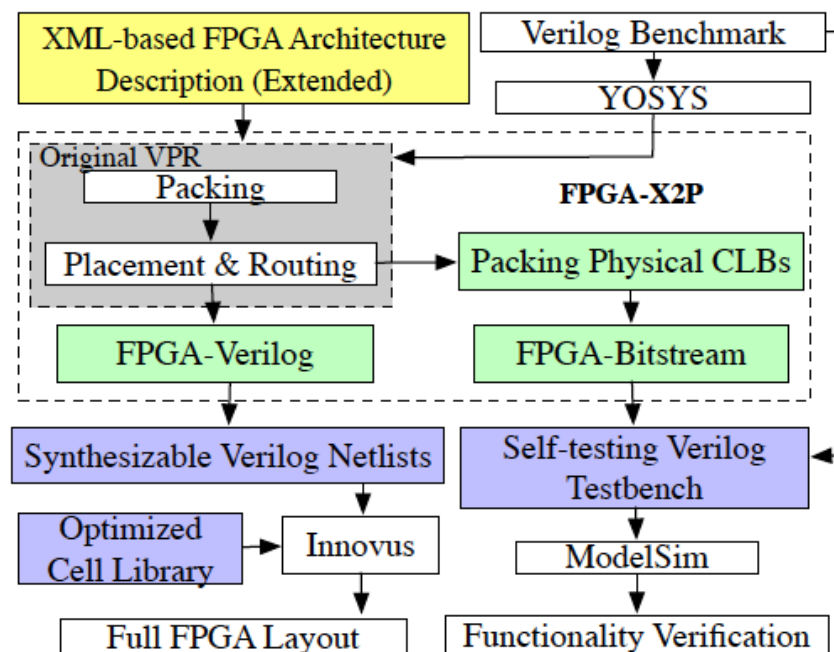 XML-based FPGA Architecture
Description (Extended)
Verilog Benchmark
YOSYS
Original VPR
Packing
FPGA-X2P
Placement & Routing
Packing Physical CLBs
FPGA-Verilog
FPGA-Bitstream
Synthesizable Verilog Netlists
Self-testing Verilog
Testbench
Optimized
Cell Library
Innovus
ModelSim
Full FPGA Layout
Functionality Verification